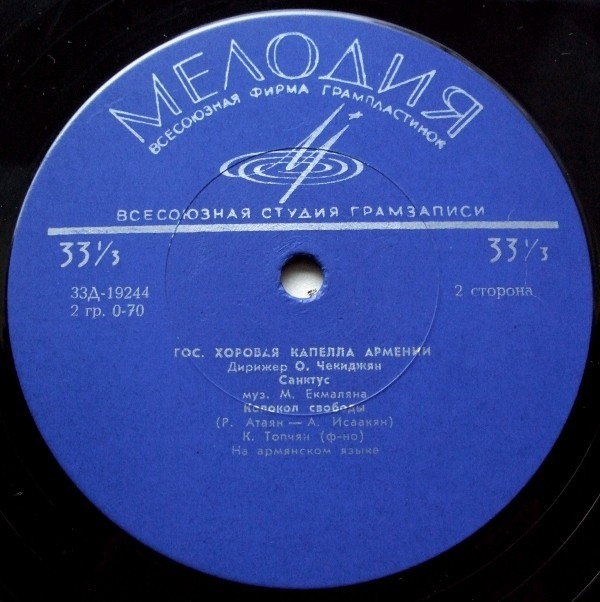 МЕЛОДИЯ
ВСЕСОЮЗНАЯ ФИРМА ГРАМПЛАСТИНОК
ВСЕСОЮЗНАЯ СТУДИЯ ГРАМЗАПИСИ
33⅓ 33⅓
33Д-19244
2 гр. 0-70
2 сторона
ГОС. ХОРОВАЯ КАПЕЛЛА АРМЕНИИ
Дирижер О. Чекиджян
Санктус
муз. М. Екмаляна
Колокол свободы
(Р. Атаян — А. Исаакян)
К. Топчян (ф-но)
На армянском языке